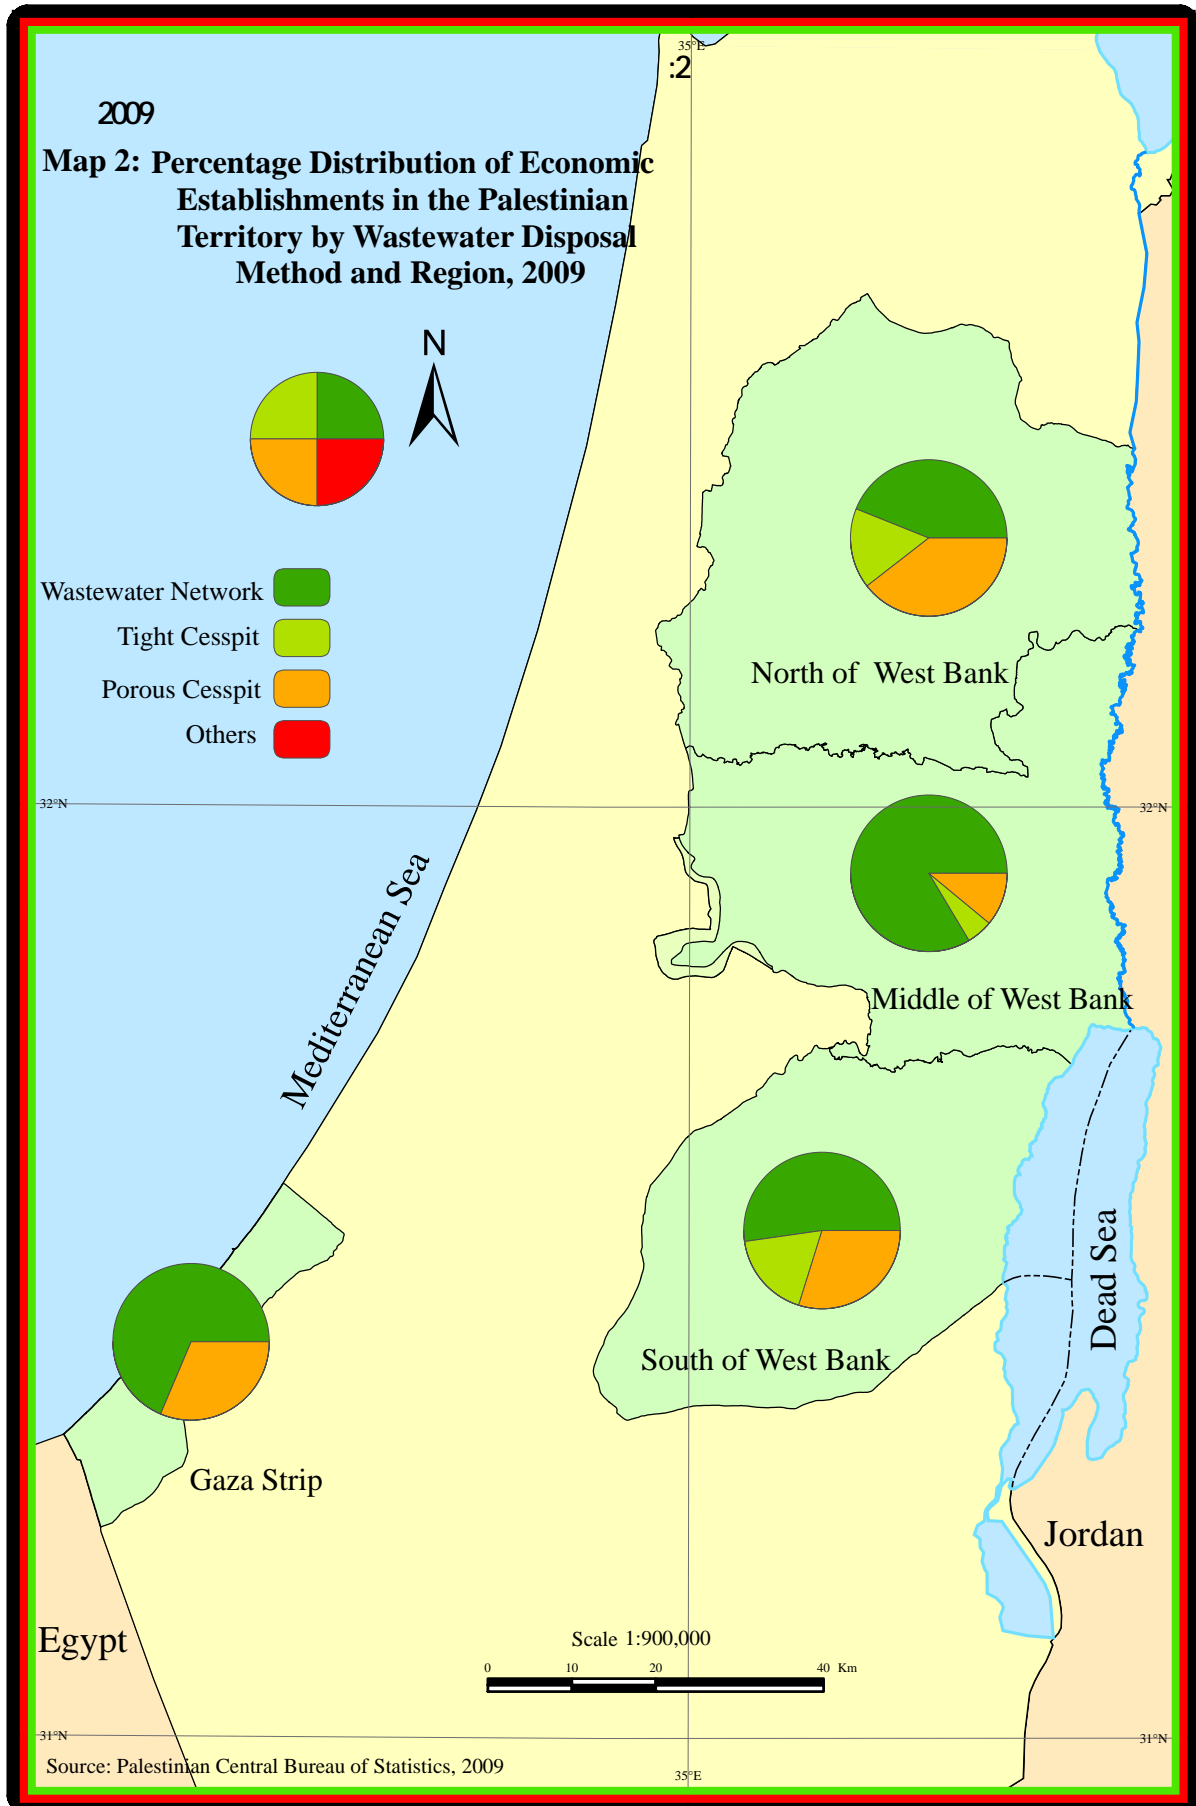 35°E
:2
2009
Map 2: Percentage Distribution of Economic
Establishments in the Palestinian
Territory by Wastewater Disposal
Method and Region, 2009
N
Wastewater Network
Tight Cesspit
Porous Cesspit
Others
North of West Bank
32°N
32°N
Mediterranean Sea
Middle of West Bank
Dead Sea
South of West Bank
Gaza Strip
Jordan
Egypt
Scale 1:900,000
0 10 20 40 Km
31°N
31°N
Source: Palestinian Central Bureau of Statistics, 2009
35°E